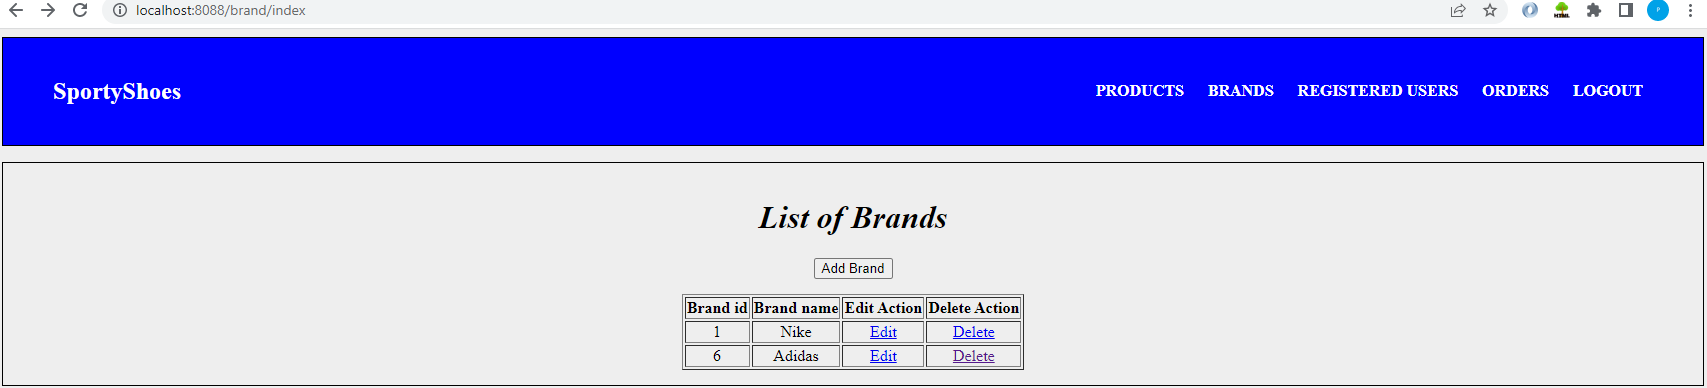 localhost:8088/brand/index
P
HTML
SportyShoes PRODUCTS BRANDS REGISTERED USERS ORDERS LOGOUT
List of Brands
Add Brand
Brand id Brand name Edit Action Delete Action
1 Nike Edit Delete
6 Adidas Edit Delete